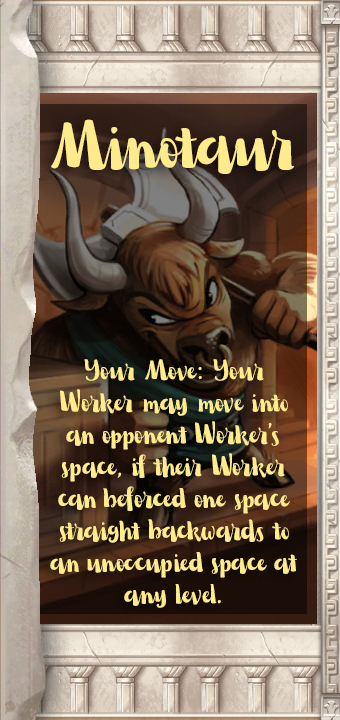 Minotaur
Your Move: Your
Worker may move into
an opponent Worker's
space, if their Worker
can beforced one space
straight backwards to
an unoccupied space at
any level.